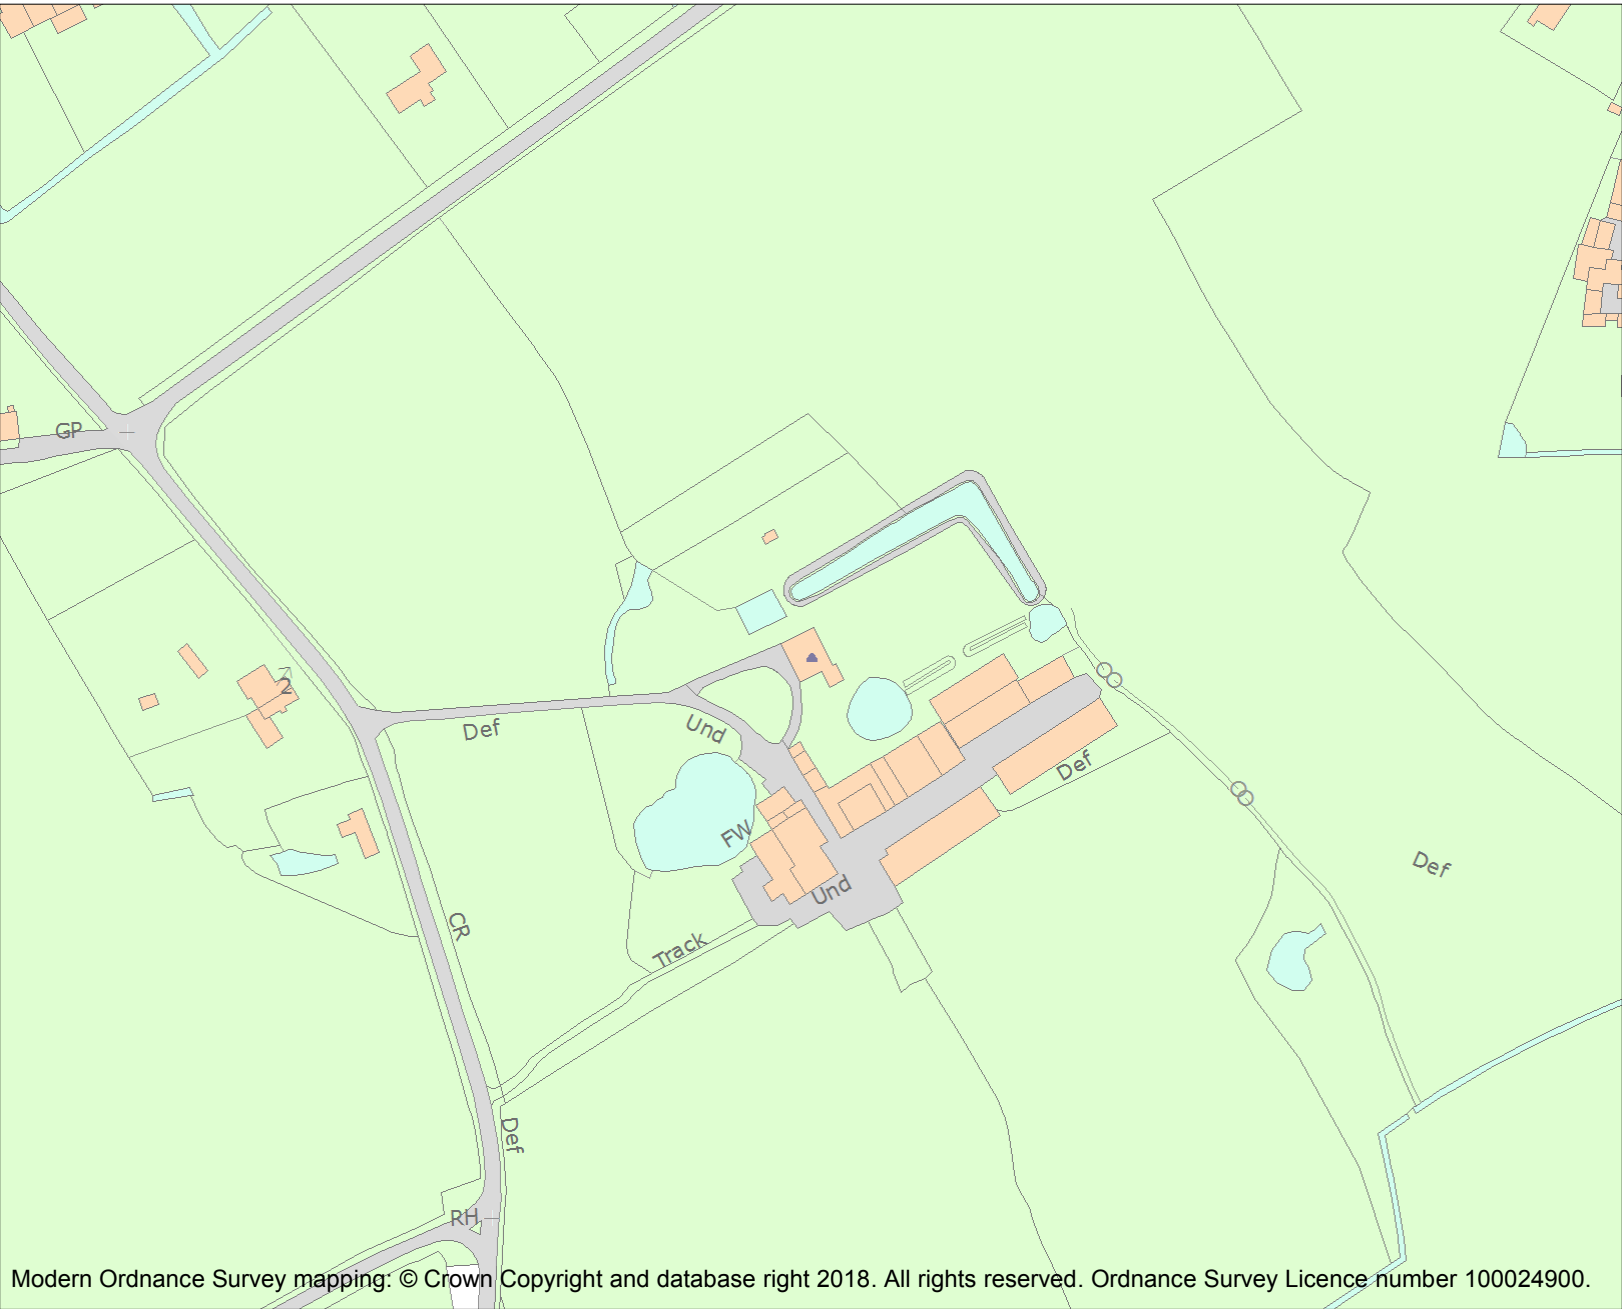 GP
2
Def
Und
Def
FW
Def
Und
CR
Track
Def
RH
Modern Ordnance Survey mapping: © Crown Copyright and database right 2018. All rights reserved. Ordnance Survey Licence number 100024900.